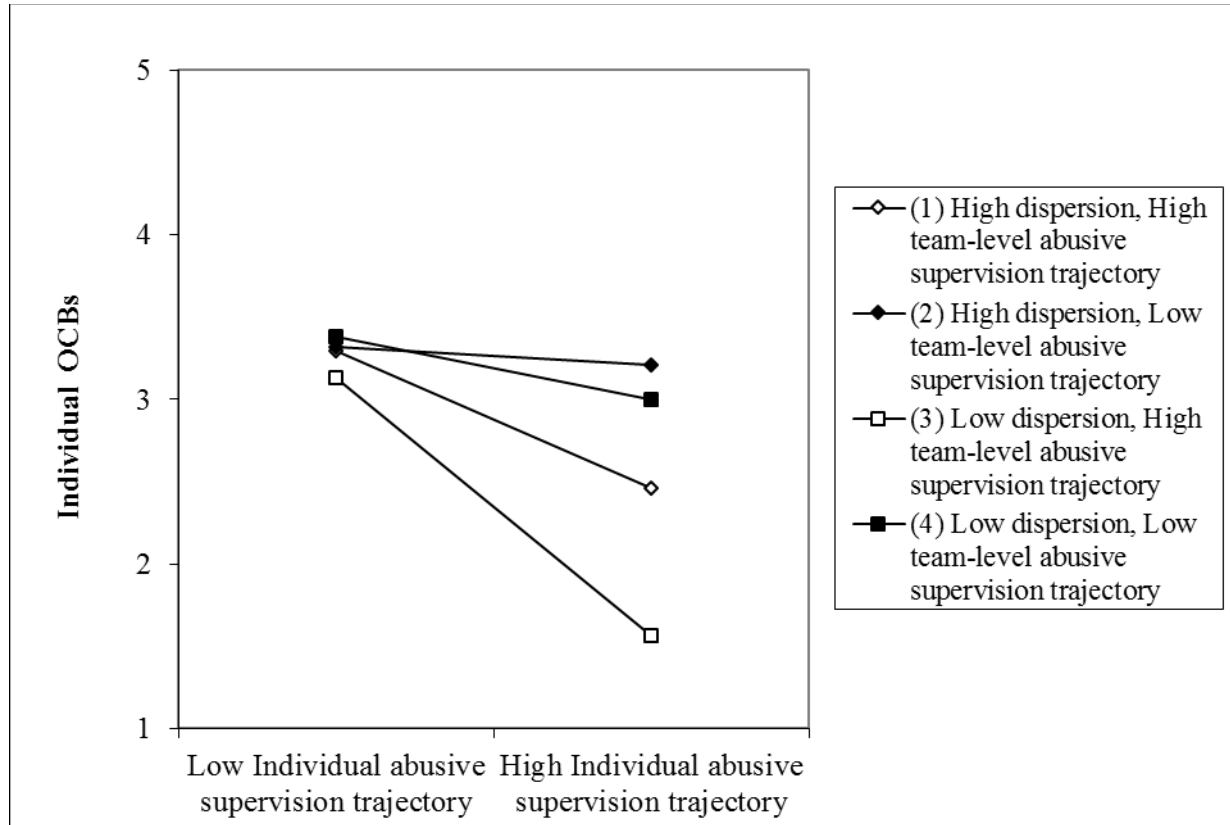 5
4
3
2
1
Individual OCBs
Low Individual abusive
supervision trajectory
High Individual abusive
supervision trajectory
(1) High dispersion, High
team-level abusive
supervision trajectory
(2) High dispersion, Low
team-level abusive
supervision trajectory
(3) Low dispersion, High
team-level abusive
supervision trajectory
(4) Low dispersion, Low
team-level abusive
supervision trajectory